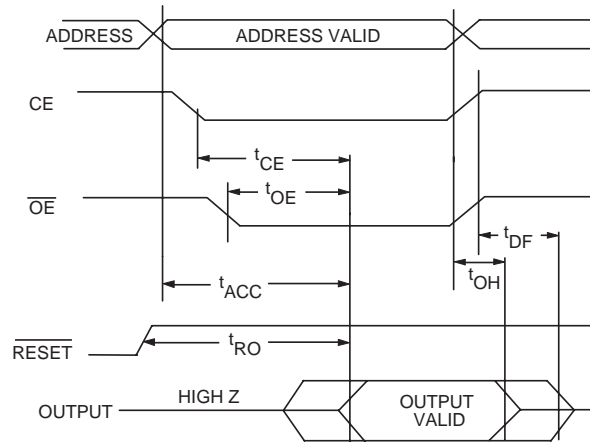 ADDRESS
ADDRESS VALID
CE
tCE
tOE
OE
tDF
tOH
tACC
RESET
tRO
HIGH Z
OUTPUT
OUTPUT
VALID